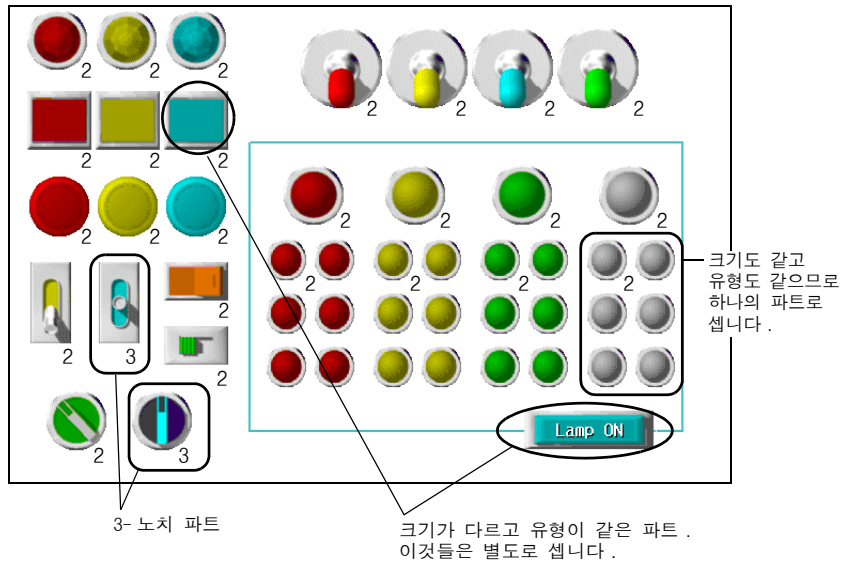 2 2 2
2 2 2 2
2 2 2
2 2 2
2 2 2 2
2 2 2 2
2
2 3
2
2 3
Lamp ON
크기도 같고
유형도 같으므로
하나의 파트로
셉니다.
3- 노치 파트
크기가 다르고 유형이 같은 파트.
이것들은 별도로 셉니다.